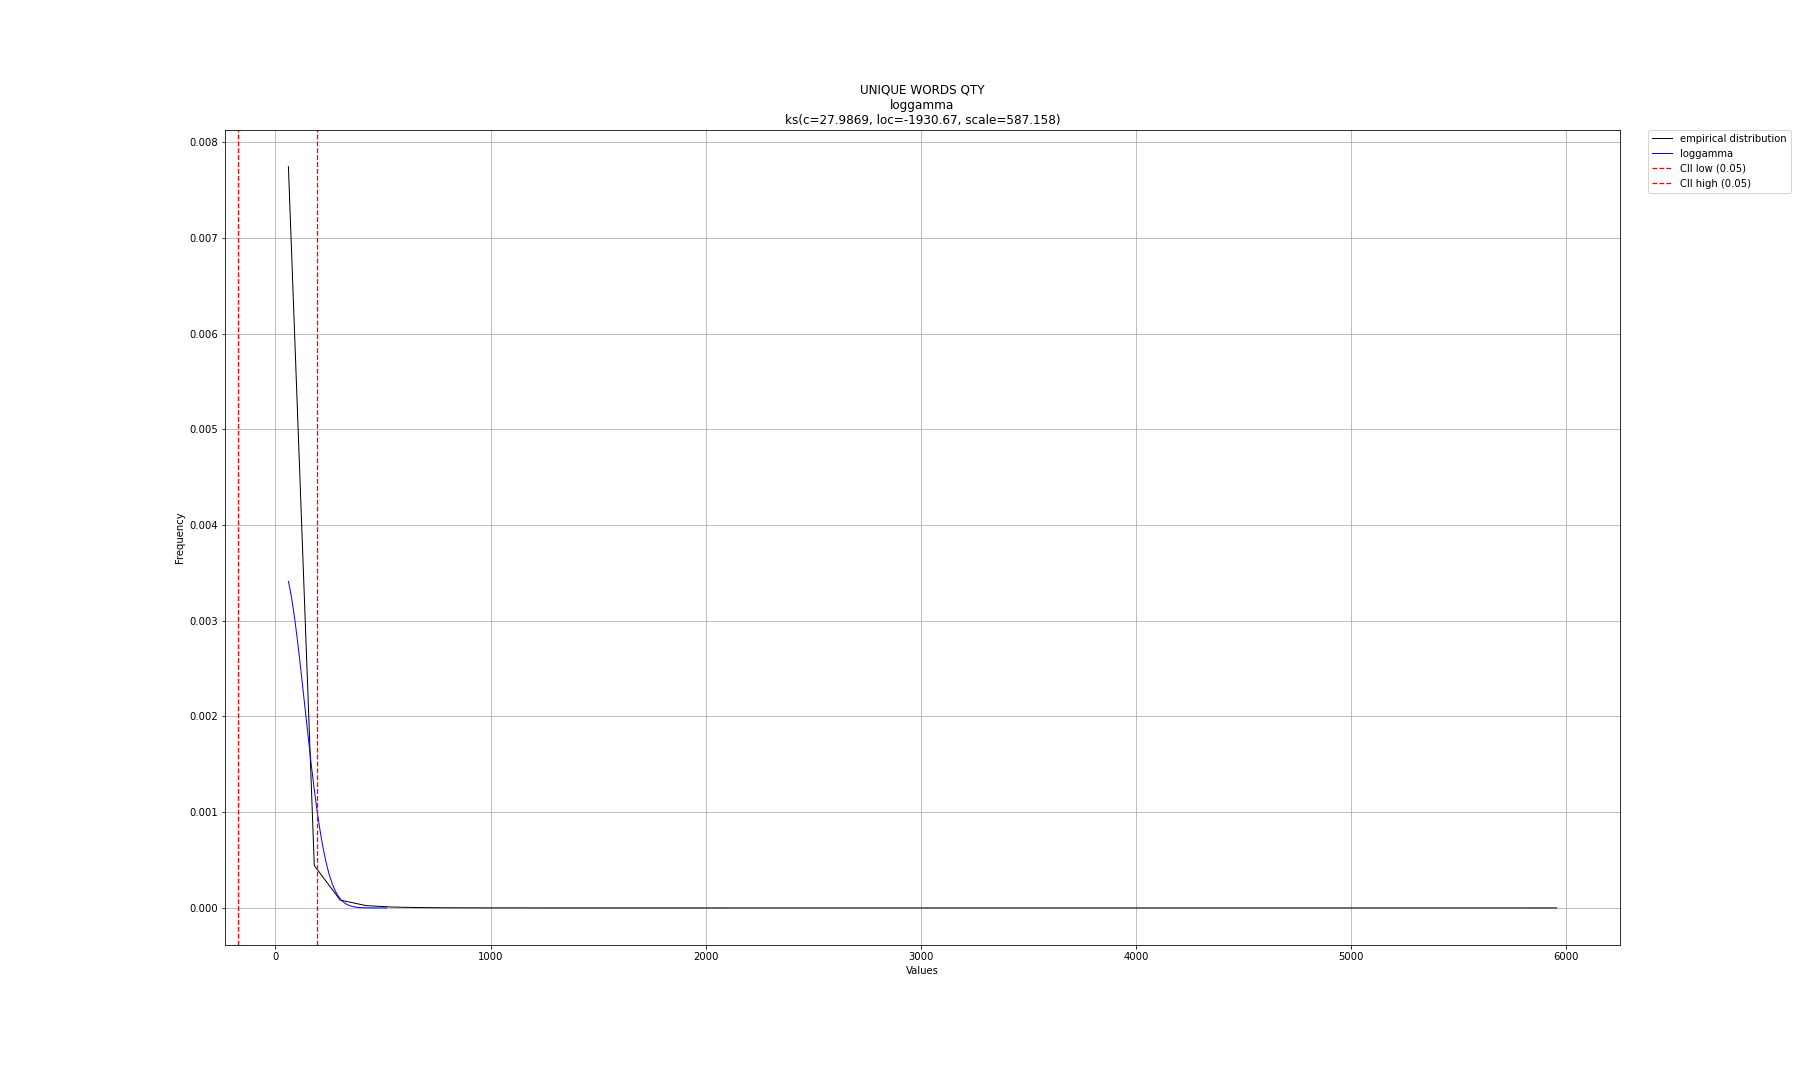 UNIQUE WORDS QTY
loggamma
ks(c=27.9869, loc=-1930.67, scale=587.158)
empirical distribution
loggamma
CII low (0.05)
CII high (0.05)
Frequency
0.008
0.007
0.006
0.005
0.004
0.003
0.002
0.001
0.000
0 1000 2000 3000 4000 5000 6000
Values